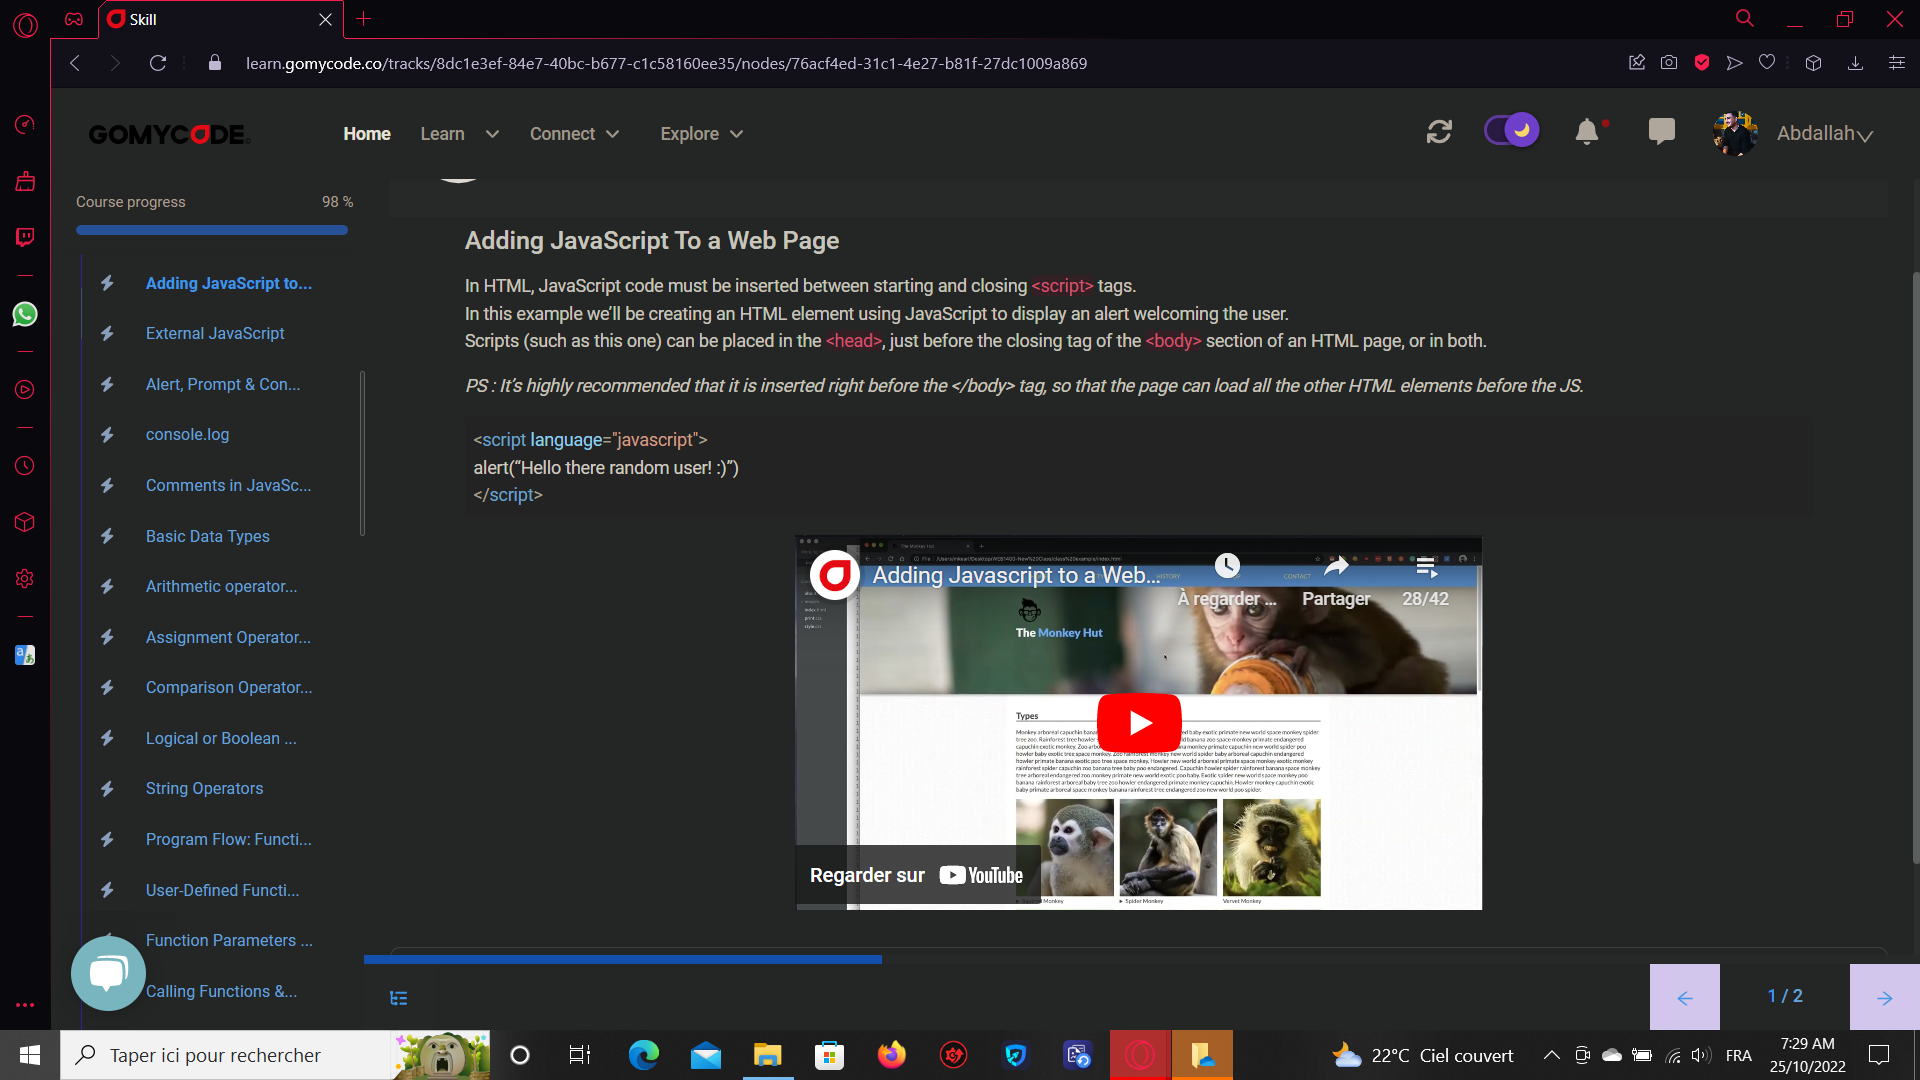 Skill
learn.gomycode.co/tracks/8dc1e3ef-84e7-40bc-b677-c1c58160ee35/nodes/76acf4ed-31c1-4e27-b81f-27dc1009a869
GOMYCODE
Home
Learn
Connect
Explore
Abdallah
Course progress
98 %
Adding JavaScript to...
External JavaScript
Alert, Prompt & Con...
console.log
Comments in JavaSc...
Basic Data Types
Arithmetic operator...
Assignment Operator...
Comparison Operator...
Logical or Boolean ...
String Operators
Program Flow: Functi...
User-Defined Functi...
Function Parameters ...
Calling Functions &...
Adding JavaScript To a Web Page
In HTML, JavaScript code must be inserted between starting and closing <script> tags.
In this example we’ll be creating an HTML element using JavaScript to display an alert welcoming the user.
Scripts (such as this one) can be placed in the <head>, just before the closing tag of the <body> section of an HTML page, or in both.
PS : It’s highly recommended that it is inserted right before the </body> tag, so that the page can load all the other HTML elements before the JS.
<script language="javascript">
alert(“Hello there random user! :)”)
</script>
Adding Javascript to a Web...
À regarder ...
Partager
28/42
HISTORY
CONTACT
The Monkey Hut
Types
Spider Monkey
Vervet Monkey
Regarder sur YouTube
1 / 2
Taper ici pour rechercher
22°C Ciel couvert
FRA
7:29 AM
25/10/2022